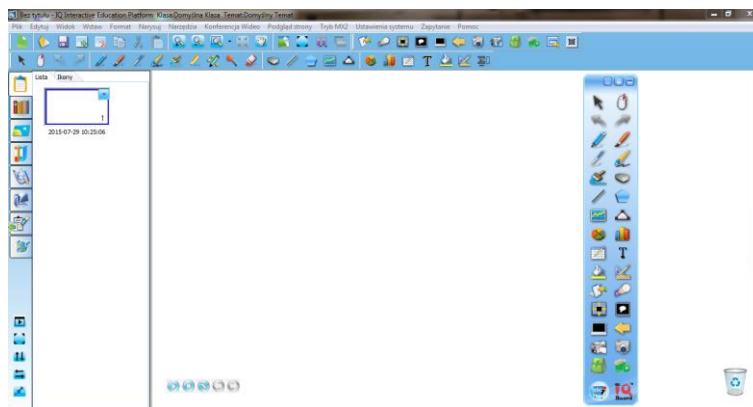 Bez tytułu - IQ Interactive Education Platform Klasa:Domyślna Klasa Temat:Domyślny Temat
Plik Edytuj Widok Wstaw Format Narysuj Narzędzia Konferencja Wideo Podgląd strony Tryb MX2 Ustawienia systemu Zapytanie Pomoc
Lista Ikony
1
2015-07-29 10:25:06
T
T
IQ
Board